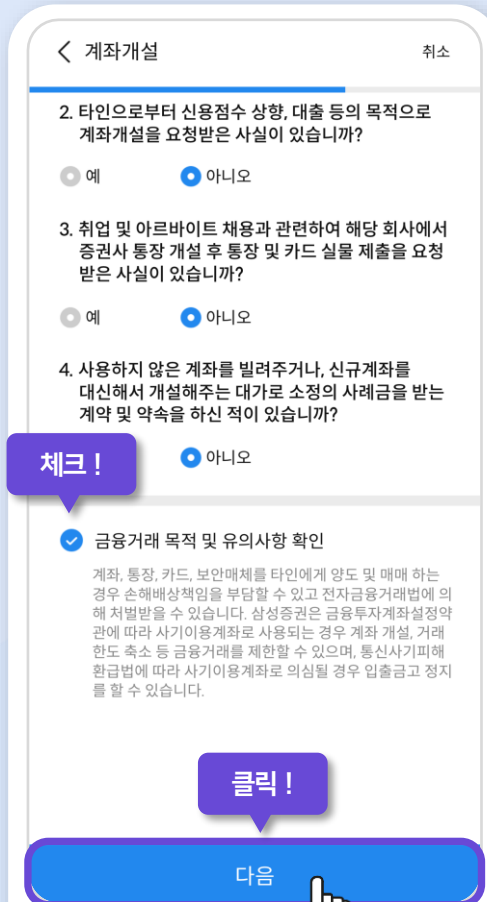 계좌개설
취소
2. 타인으로부터 신용점수 상향, 대출 등의 목적으로
계좌개설을 요청받은 사실이 있습니까?
예
아니오
3. 취업 및 아르바이트 채용과 관련하여 해당 회사에서
증권사 통장 개설 후 통장 및 카드 실물 제출을 요청
받은 사실이 있습니까?
예
아니오
4. 사용하지 않은 계좌를 빌려주거나, 신규계좌를
대신해서 개설해주는 대가로 소정의 사례금을 받는
계약 및 약속을 하신 적이 있습니까?
체크 !
아니오
금융거래 목적 및 유의사항 확인
계좌, 통장, 카드, 보안매체를 타인에게 양도 및 매매 하는
경우 손해배상책임을 부담할 수 있고 전자금융거래법에 의
해 처벌받을 수 있습니다. 삼성증권은 금융투자계좌설정약
관에 따라 사기이용계좌로 사용되는 경우 계좌 개설, 거래
한도 축소 등 금융거래를 제한할 수 있으며, 통신사기피해
환급법에 따라 사기이용계좌로 의심될 경우 입출금고 정지
를 할 수 있습니다.
클릭 !
다음